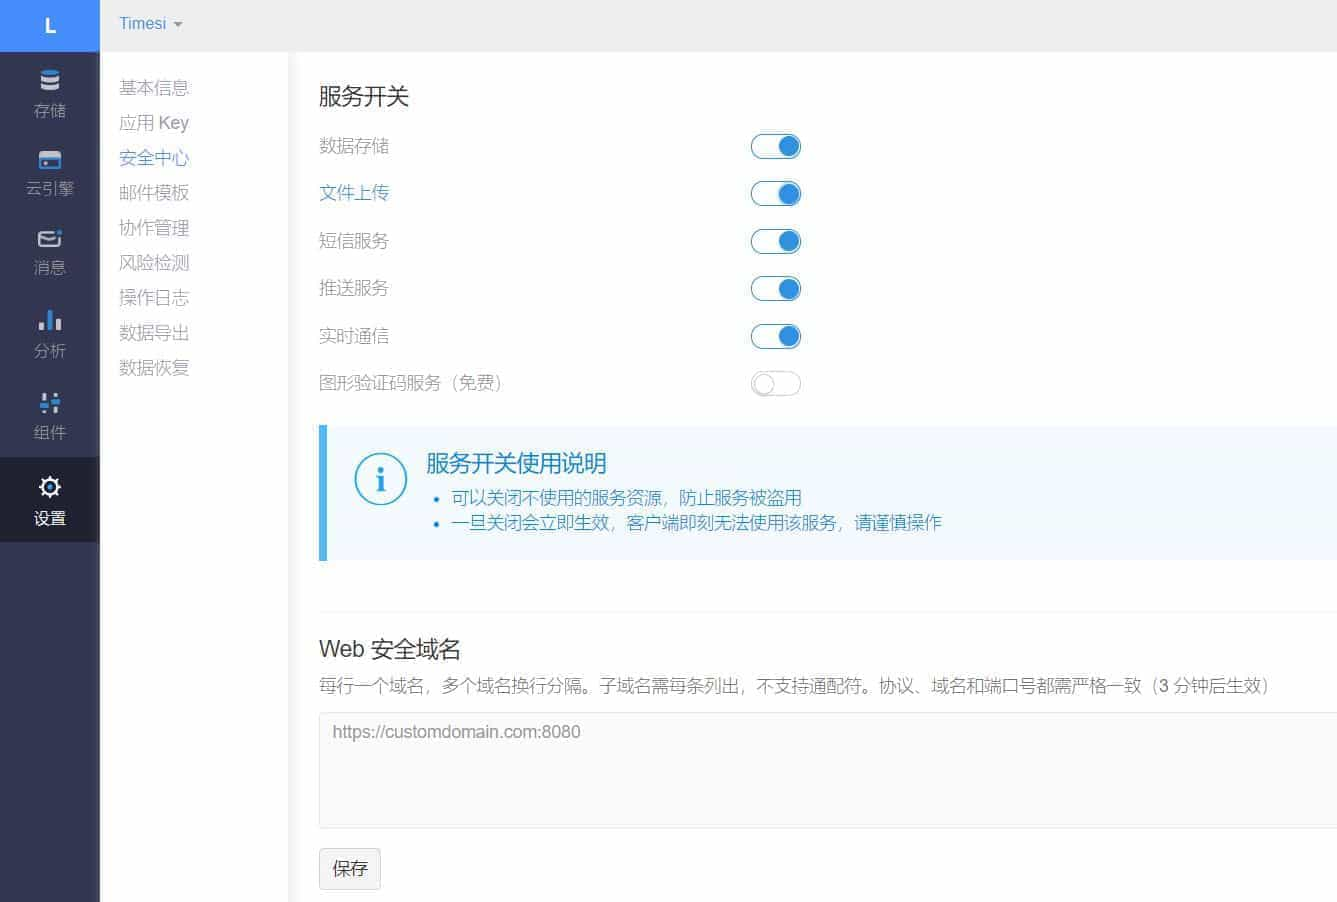 L
Timesi
存储
云引擎
消息
分析
组件
设置
基本信息
应用 Key
安全中心
邮件模板
协作管理
风险检测
操作日志
数据导出
数据恢复
服务开关
数据存储
文件上传
短信服务
推送服务
实时通信
图形验证码服务（免费）
服务开关使用说明
可以关闭不使用的服务资源，防止服务被盗用
一旦关闭会立即生效，客户端即刻无法使用该服务，请谨慎操作
Web 安全域名
每行一个域名，多个域名换行分隔。子域名需每条列出，不支持通配符。协议、域名和端口号都需严格一致（3 分钟后生效）
https://customdomain.com:8080
保存